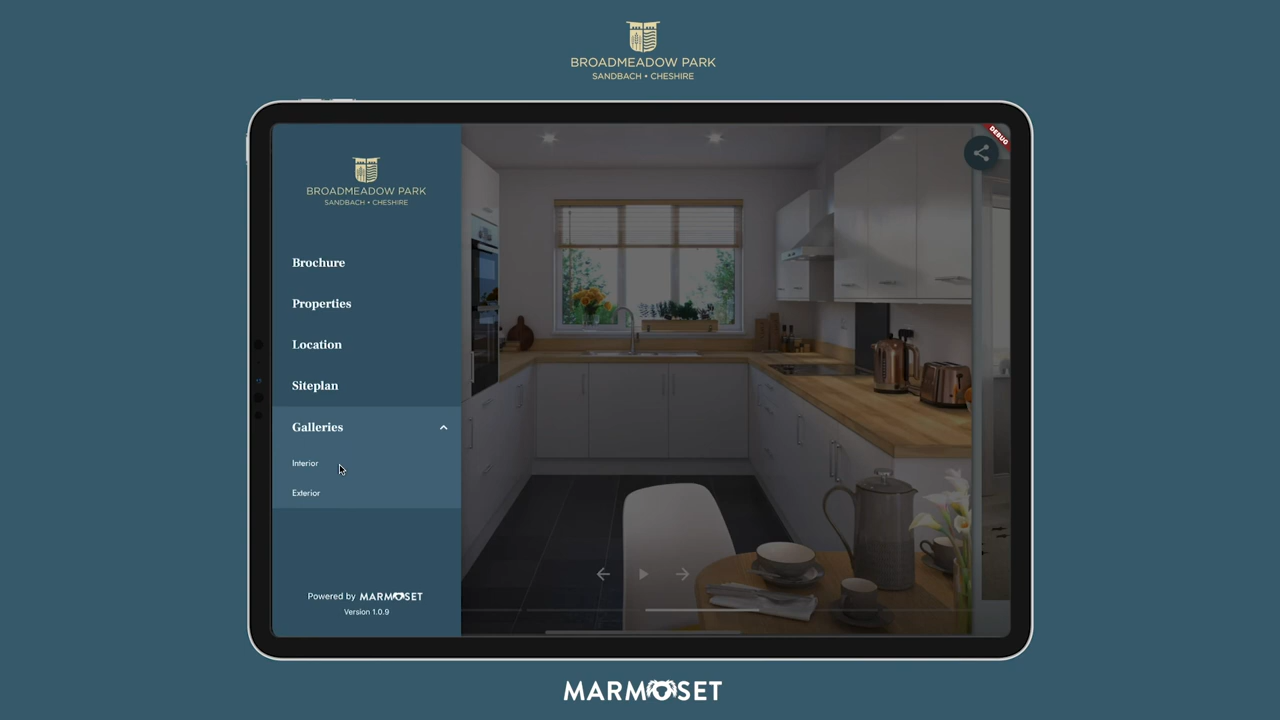 BROADMEADOW PARK
SANDBACH • CHESHIRE
DEBUG
BROADMEADOW PARK
SANDBACH • CHESHIRE
Brochure
Properties
Location
Siteplan
Galleries
Interior
Exterior
Powered by MARMOSET
Version 1.0.9
MARMOSET